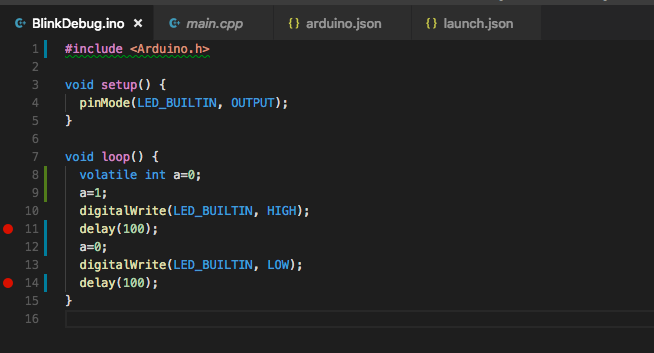 BlinkDebug.ino × main.cpp {} arduino.json {} launch.json
1 #include <Arduino.h>
2
3 void setup() {
4   pinMode(LED_BUILTIN, OUTPUT);
5 }
6
7 void loop() {
8   volatile int a=0;
9   a=1;
10   digitalWrite(LED_BUILTIN, HIGH);
11   delay(100);
12   a=0;
13   digitalWrite(LED_BUILTIN, LOW);
14   delay(100);
15 }
16